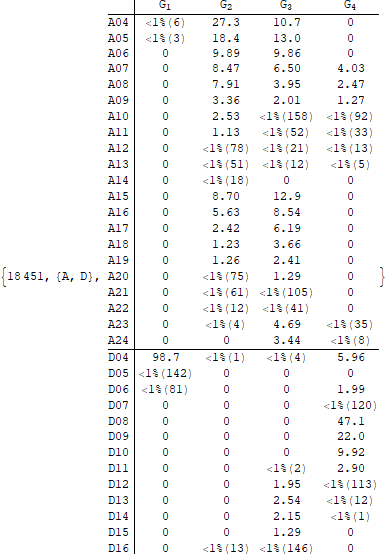 G1 G2 G3 G4
A04 <1%(6) 27.3 10.7 0
A05 <1%(3) 18.4 13.0 0
A06 0 9.89 9.86 0
A07 0 8.47 6.50 4.03
A08 0 7.91 3.95 2.47
A09 0 3.36 2.01 1.27
A10 0 2.53 <1%(158) <1%(92)
A11 0 1.13 <1%(52) <1%(33)
A12 0 <1%(78) <1%(21) <1%(13)
A13 0 <1%(51) <1%(12) <1%(5)
A14 0 <1%(18) 0 0
A15 0 8.70 12.9 0
A16 0 5.63 8.54 0
A17 0 2.42 6.19 0
A18 0 1.23 3.66 0
A19 0 1.26 2.41 0
{18451, {A, D}, A20 0 <1%(75) 1.29 0 }
A21 0 <1%(61) <1%(105) 0
A22 0 <1%(12) <1%(41) 0
A23 0 <1%(4) 4.69 <1%(35)
A24 0 0 3.44 <1%(8)
D04 98.7 <1%(1) <1%(4) 5.96
D05 <1%(142) 0 0 0
D06 <1%(81) 0 0 1.99
D07 0 0 0 <1%(120)
D08 0 0 0 47.1
D09 0 0 0 22.0
D10 0 0 0 9.92
D11 0 0 <1%(2) 2.90
D12 0 0 1.95 <1%(113)
D13 0 0 2.54 <1%(12)
D14 0 0 2.15 <1%(1)
D15 0 0 1.29 0
D16 0 <1%(13) <1%(146) 0